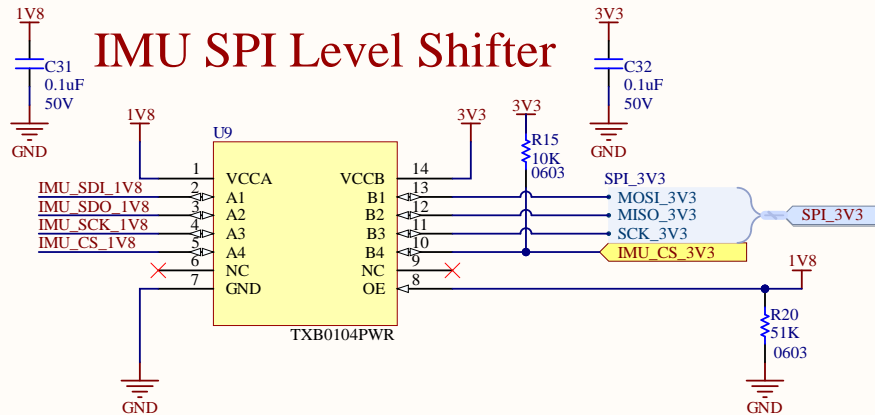 1V8
3V3
IMU SPI Level Shifter
C31
0.1uF
50V
GND
C32
0.1uF
50V
GND
1V8
3V3
3V3
U9
R15
10K
0603
1
VCCA
VCCB
14
SPI_3V3
IMU_SDI_1V8
2
A1
B1
13
MOSI_3V3
IMU_SDO_1V8
3
A2
B2
12
MISO_3V3
SPI_3V3
IMU_SCK_1V8
4
A3
B3
11
SCK_3V3
IMU_CS_1V8
5
A4
B4
10
IMU_CS_3V3
6
NC
NC
9
1V8
7
GND
OE
8
TXB0104PWR
R20
51K
0603
GND
GND